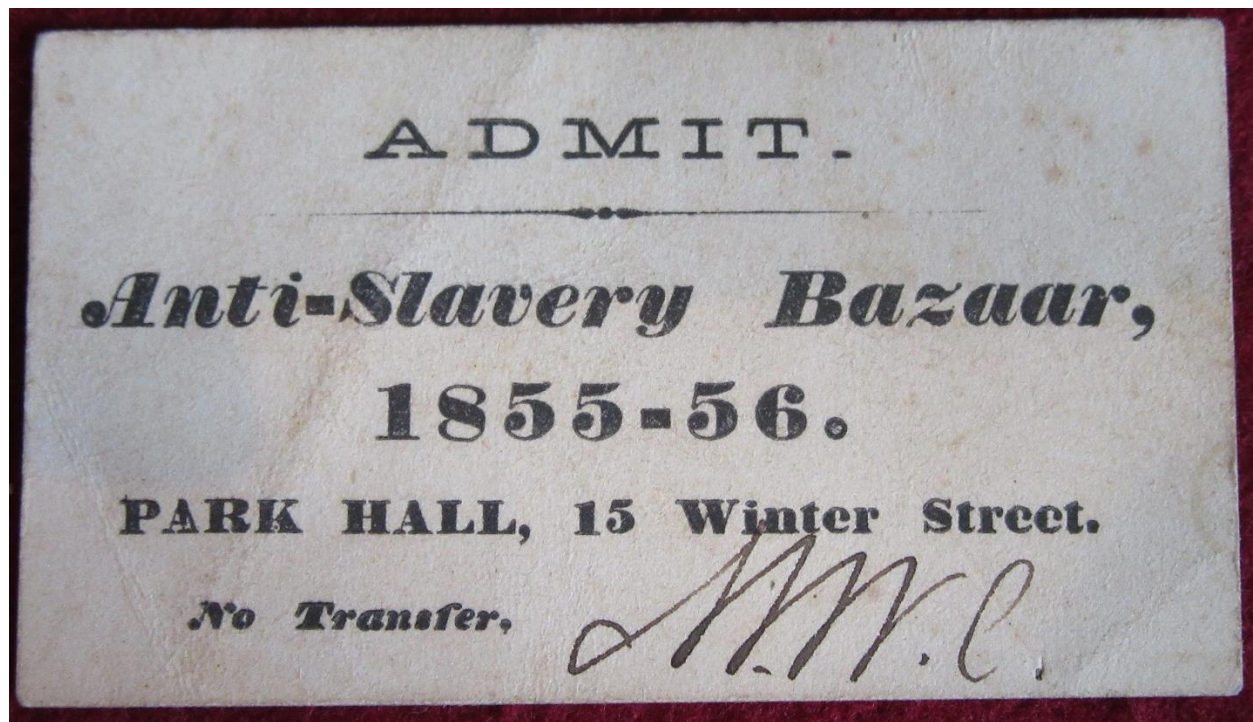 ADMIT.
Anti-Slavery Bazaar,
1855-56.
PARK HALL, 15 Winter Street.
No Transfer.
M. W. C.